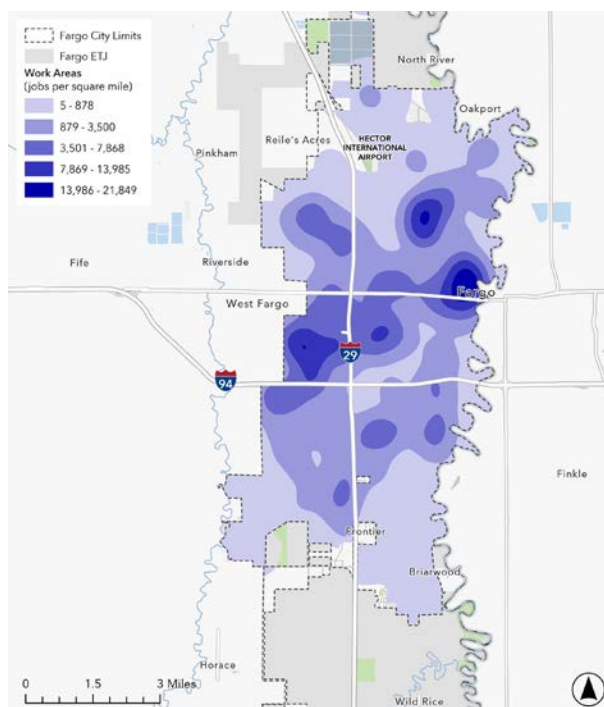 Fargo City Limits
Fargo ETJ
Work Areas
(jobs per square mile)
5 - 878
879 - 3,500
3,501 - 7,868
7,869 - 13,985
13,986 - 21,849
North River
Oakport
HECTOR
INTERNATIONAL
AIRPORT
Reile's Acres
Pinkham
Fife
Riverside
West Fargo
Fargo
29
94
Finkle
Frontier
Briarwood
Horace
Wild Rice
0 1.5 3 Miles